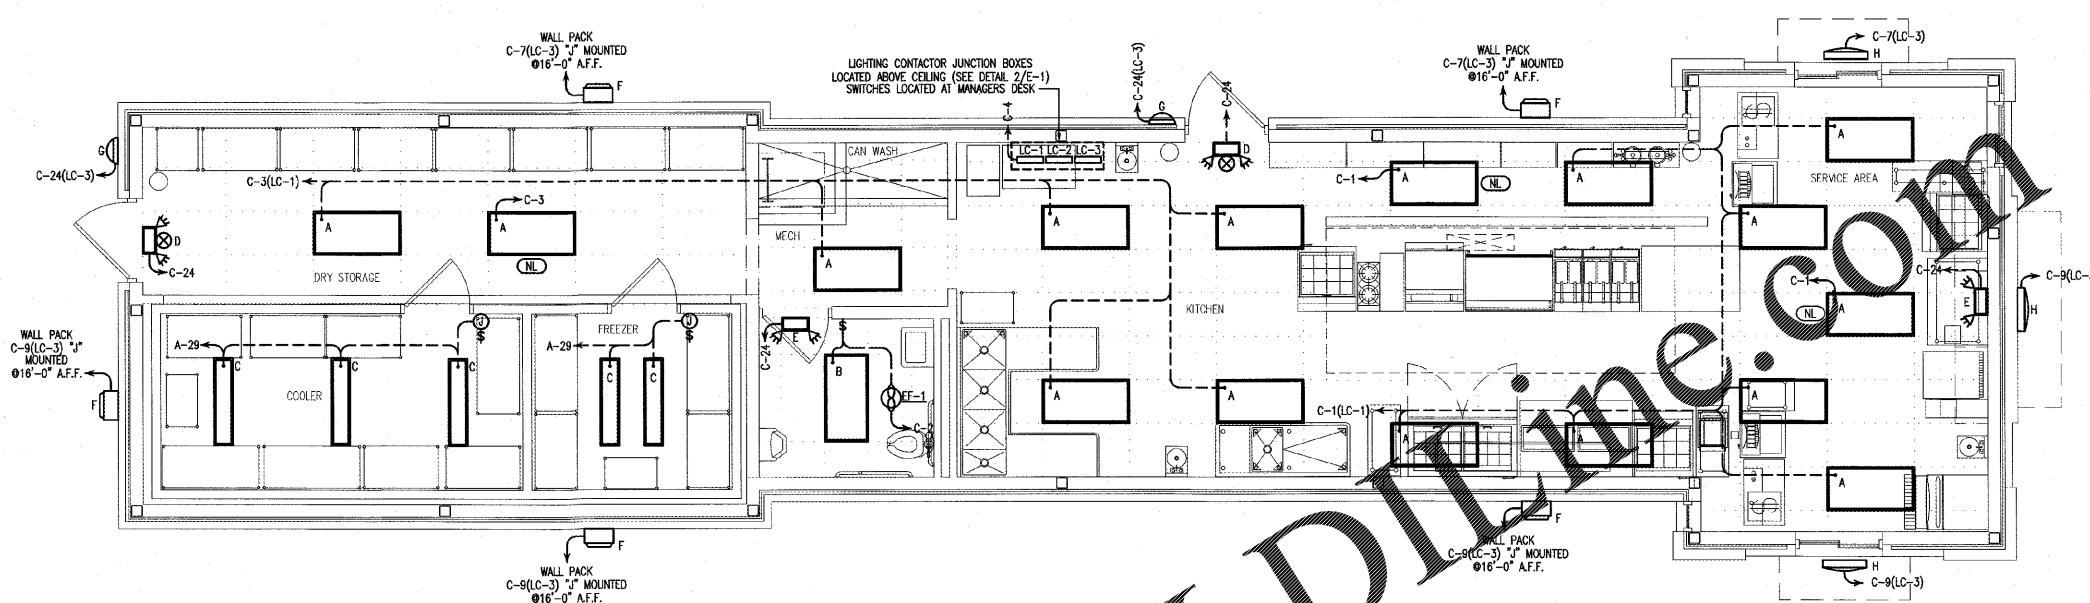 WALL PACK
C-7(LC-3) "J" MOUNTED
@16'-0" A.F.F.
F
LIGHTING CONTACTOR JUNCTION BOXES
LOCATED ABOVE CEILING (SEE DETAIL 2/E-1)
SWITCHES LOCATED AT MANAGERS DESK
C-24(LC-3)
G
C-24
D
WALL PACK
C-7(LC-3) "J" MOUNTED
@16'-0" A.F.F.
F
C-7(LC-3)
H
C-4
LC-1 LC-2 LC-3
G
C-24(LC-3)
C-3(LC-1)
CAN WASH
C-1
A
NL
A
A
SERVICE AREA
A
C-3
A
NL
D
C-24
DRY STORAGE
MECH
A
A
A
A
KITCHEN
C-24
E
C-1
NL
A
C-9(LC-
H
WALL PACK
C-9(LC-3) "J"
MOUNTED
@16'-0" A.F.F.
F
A-29
C
C
C
J
$
COOLER
FREEZER
A-29
C
C
J
$
C-24
E
$
B
EF-1
C-2
A
A
C-1(LC-1)
A
A
A
A
F
WALL PACK
C-9(LC-3) "J" MOUNTED
@16'-0" A.F.F.
F
WALL PACK
C-9(LC-3) "J" MOUNTED
@16'-0" A.F.F.
H
C-9(LC-3)
DILine.com